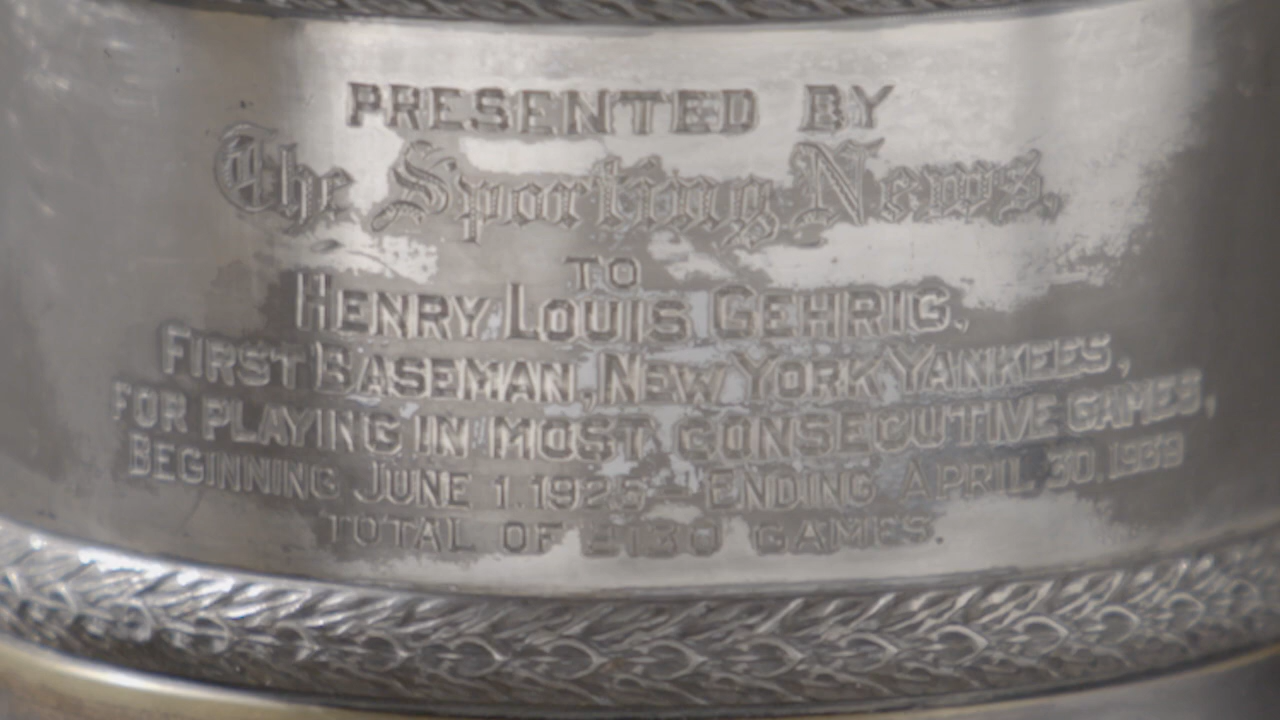 PRESENTED BY
The Sporting News.
TO
HENRY LOUIS GEHRIG.
FIRST BASEMAN, NEW YORK YANKEES,
FOR PLAYING IN MOST CONSECUTIVE GAMES,
BEGINNING JUNE 1.1925 — ENDING APRIL 30.1939
TOTAL OF 2130 GAMES.